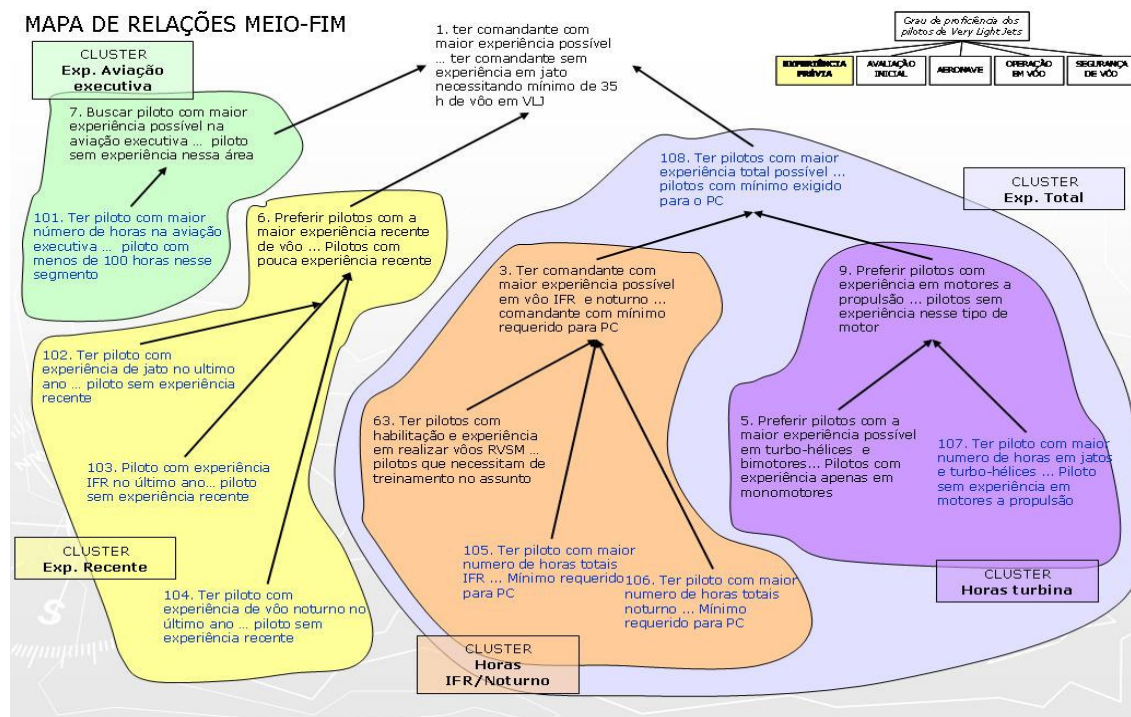 MAPA DE RELAÇÕES MEIO-FIM
CLUSTER
Exp. Aviação
executiva
1. ter comandante com
maior experiência possível
... ter comandante sem
experiência em jato
necessitando mínimo de 35
h de vôo em VLJ
Grau de proficiência dos
pilotos de Very Light Jets
EXPERIÊNCIA
PRÉVIA
AVALIAÇÃO
INICIAL
AERONAVE
OPERAÇÃO
EM VÔO
SEGURANÇA
DE VÔO
7. Buscar piloto com maior
experiência possível na
aviação executiva ... piloto
sem experiência nessa área
101. Ter piloto com maior
número de horas na aviação
executiva ... piloto com
menos de 100 horas nesse
segmento
6. Preferir pilotos com a
maior experiência recente
de vôo ... Pilotos com
pouca experiência recente
108. Ter pilotos com maior
experiência total possível ...
pilotos com mínimo exigido
para o PC
CLUSTER
Exp. Total
3. Ter comandante com
maior experiência possível
em vôo IFR e noturno ...
comandante com mínimo
requerido para PC
9. Preferir pilotos com
experiência em motores a
propulsão ... pilotos sem
experiência nesse tipo de
motor
102. Ter piloto com
experiência de jato no ultimo
ano ... piloto sem experiência
recente
103. Piloto com experiência
IFR no último ano... piloto
sem experiência recente
63. Ter pilotos com
habilitação e experiência
em realizar vôos RVSM ...
pilotos que necessitam de
treinamento no assunto
5. Preferir pilotos com a
maior experiência possível
em turbo-hélices e
bimotores... Pilotos com
experiência apenas em
monomotores
107. Ter piloto com maior
numero de horas em jatos
e turbo-hélices ... Piloto
sem experiência em
motores a propulsão
CLUSTER
Exp. Recente
104. Ter piloto com
experiência de vôo noturno no
último ano ... piloto sem
experiência recente
105. Ter piloto com maior
numero de horas totais
IFR ... Mínimo requerido
para PC
106. Ter piloto com maior
numero de horas totais
noturno ... Mínimo
requerido para PC
CLUSTER
Horas turbina
CLUSTER
Horas
IFR/Noturno
S